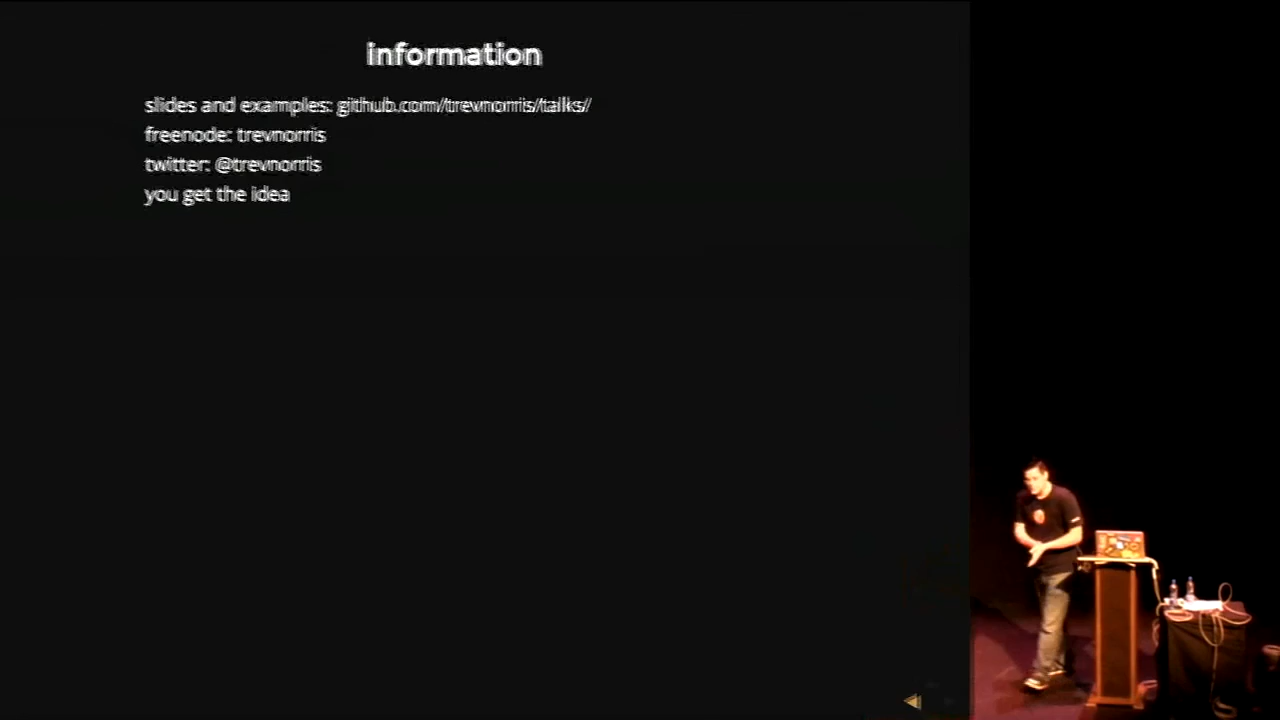 information
slides and examples: github.com/trevnorris/talks/
freenode: trevnorris
twitter: @trevnorris
you get the idea